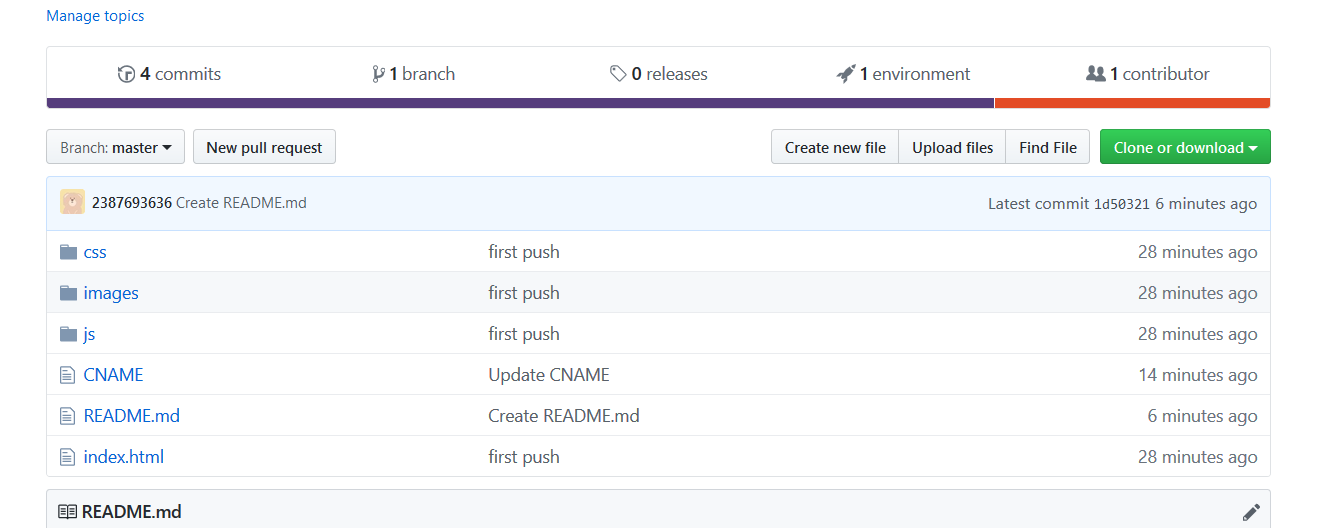 Manage topics
4 commits 1 branch 0 releases 1 environment 1 contributor
Branch: master New pull request Create new file Upload files Find File Clone or download
2387693636 Create README.md Latest commit 1d50321 6 minutes ago
css first push 28 minutes ago
images first push 28 minutes ago
js first push 28 minutes ago
CNAME Update CNAME 14 minutes ago
README.md Create README.md 6 minutes ago
index.html first push 28 minutes ago
README.md